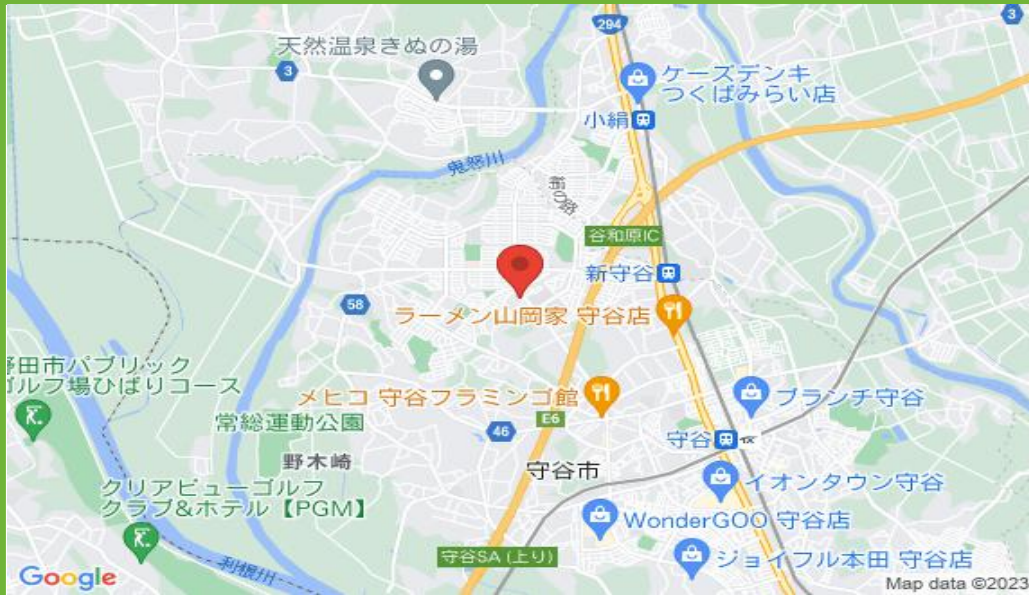 294
3
天然温泉きぬの湯
3
ケーズデンキ
つくばみらい店
小絹
鬼怒川
絹の路
谷和原IC
新守谷
58
ラーメン山岡家 守谷店
野田市パブリック
ゴルフ場ひばりコース
メヒコ 守谷フラミンゴ館
ブランチ守谷
常総運動公園
46
E6
守谷
野木崎
守谷市
イオンタウン守谷
クリアビューゴルフ
クラブ&ホテル【PGM】
WonderGOO 守谷店
守谷SA (上り)
ジョイフル本田 守谷店
利根川
Google
Map data ©2023